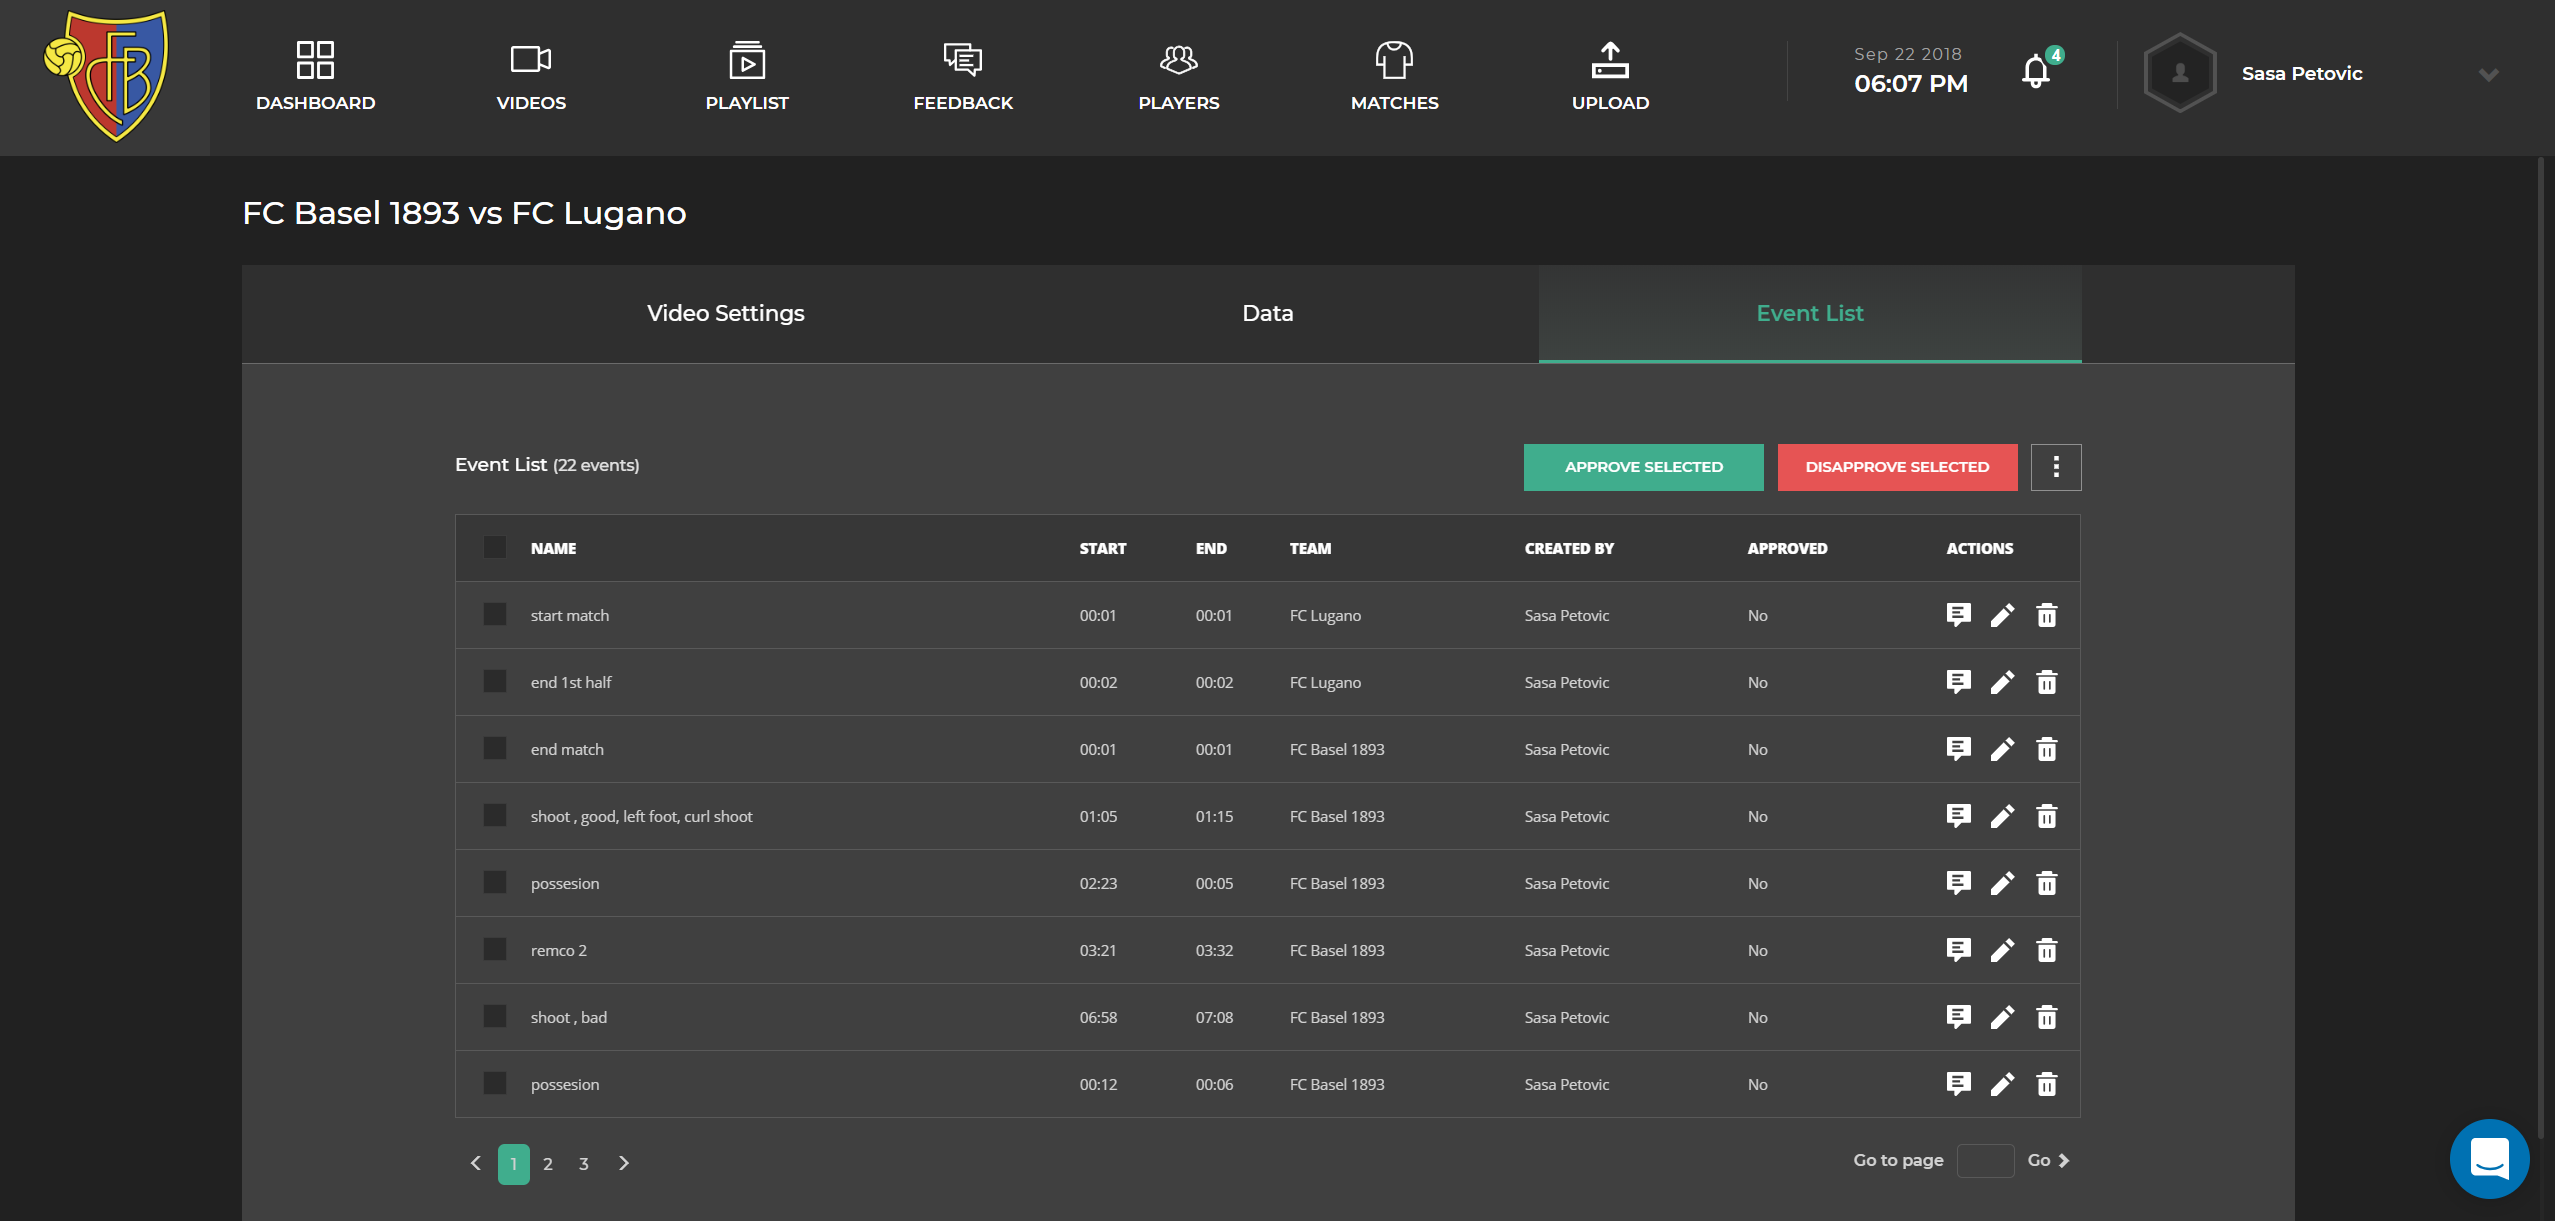 FCB
DASHBOARD
VIDEOS
PLAYLIST
FEEDBACK
PLAYERS
MATCHES
UPLOAD
Sep 22 2018
06:07 PM
4
Sasa Petovic
FC Basel 1893 vs FC Lugano
Video Settings
Data
Event List
Event List (22 events)
APPROVE SELECTED
DISAPPROVE SELECTED
NAME START END TEAM CREATED BY APPROVED ACTIONS
start match 00:01 00:01 FC Lugano Sasa Petovic No
end 1st half 00:02 00:02 FC Lugano Sasa Petovic No
end match 00:01 00:01 FC Basel 1893 Sasa Petovic No
shoot , good, left foot, curl shoot 01:05 01:15 FC Basel 1893 Sasa Petovic No
possesion 02:23 00:05 FC Basel 1893 Sasa Petovic No
remco 2 03:21 03:32 FC Basel 1893 Sasa Petovic No
shoot , bad 06:58 07:08 FC Basel 1893 Sasa Petovic No
possesion 00:12 00:06 FC Basel 1893 Sasa Petovic No
1 2 3
Go to page Go